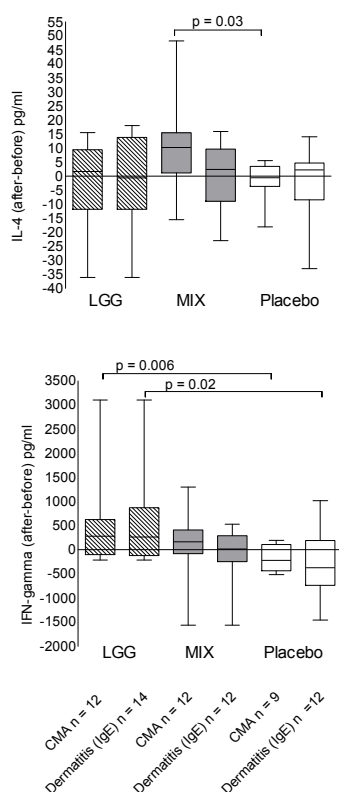 p = 0.03
IL-4 (after-before) pg/ml
55
50
45
40
35
30
25
20
15
10
5
0
-5
-10
-15
-20
-25
-30
-35
-40
LGG MIX Placebo
p = 0.006
p = 0.02
IFN-gamma (after-before) pg/ml
3500
3000
2500
2000
1500
1000
500
0
-500
-1000
-1500
-2000
LGG MIX Placebo
CMA n = 12
Dermatitis (IgE) n = 14
CMA n = 12
Dermatitis (IgE) n = 12
CMA n = 9
Dermatitis (IgE) n =12